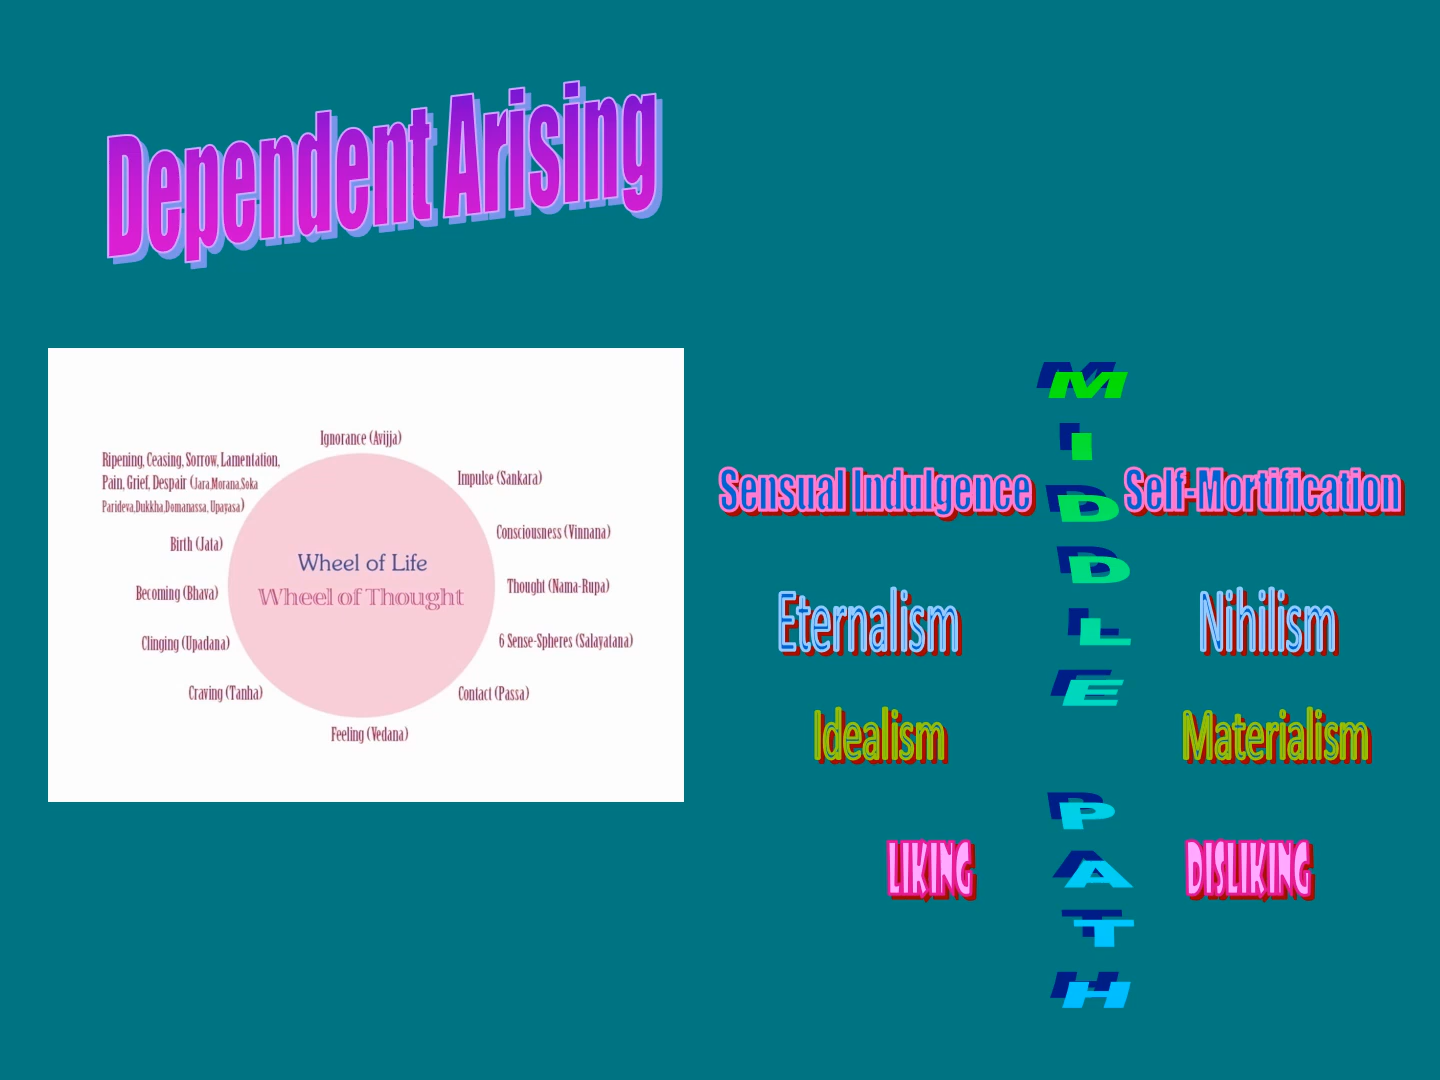 Dependent Arising
Ignorance (Avijja)
Impulse (Sankara)
Consciousness (Vinnana)
Thought (Nama-Rupa)
6 Sense-Spheres (Salayatana)
Contact (Passa)
Feeling (Vedana)
Craving (Tanha)
Clinging (Upadana)
Becoming (Bhava)
Birth (Jata)
Ripening, Ceasing, Sorrow, Lamentation,
Pain, Grief, Despair (Jara,Morana,Soka
Parideva,Dukkha,Domanassa, Upayasa)
Wheel of Life
Wheel of Thought
MIDDLE PATH
Sensual Indulgence
Self-Mortification
Eternalism
Nihilism
Idealism
Materialism
LIKING
DISLIKING